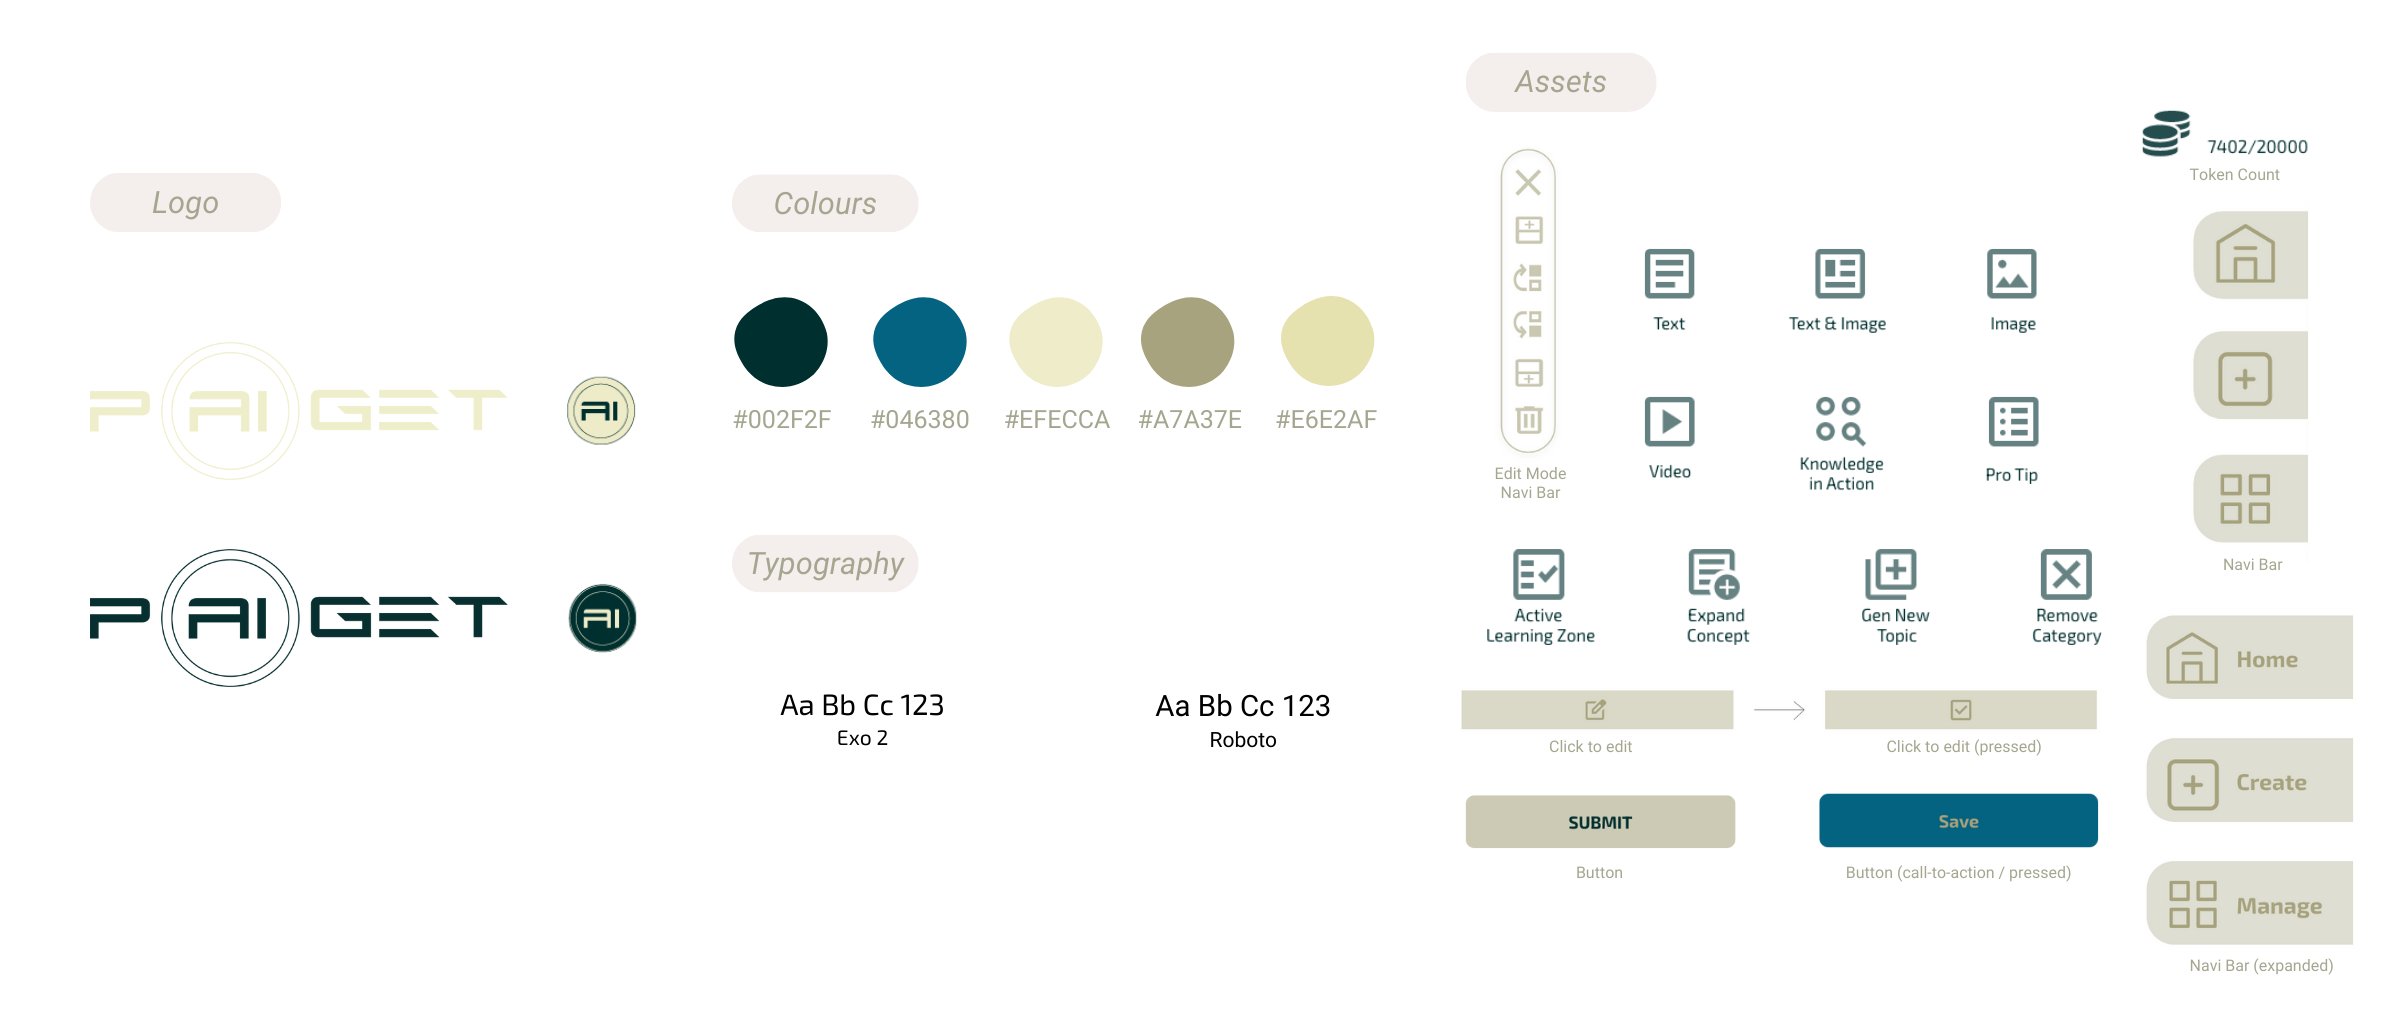 Logo
PAIGET
AI
PAIGET
AI
Colours
#002F2F
#046380
#EFECCA
#A7A37E
#E6E2AF
Typography
Aa Bb Cc 123
Exo 2
Aa Bb Cc 123
Roboto
Assets
Edit Mode
Navi Bar
Text
Text & Image
Image
Video
Knowledge
in Action
Pro Tip
Active
Learning Zone
Expand
Concept
Gen New
Topic
Remove
Category
Click to edit
Click to edit (pressed)
SUBMIT
Button
Save
Button (call-to-action / pressed)
7402/20000
Token Count
Navi Bar
Home
Create
Manage
Navi Bar (expanded)